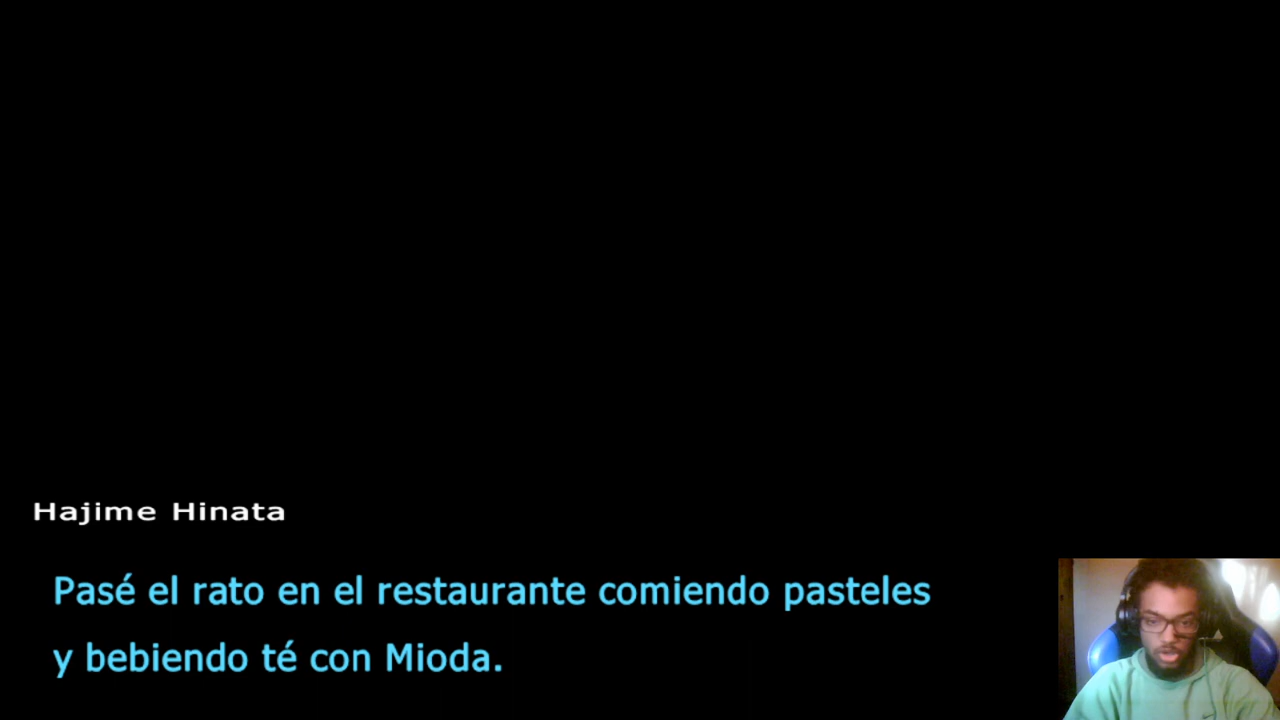 Hajime Hinata
Pasé el rato en el restaurante comiendo pasteles
y bebiendo té con Mioda.